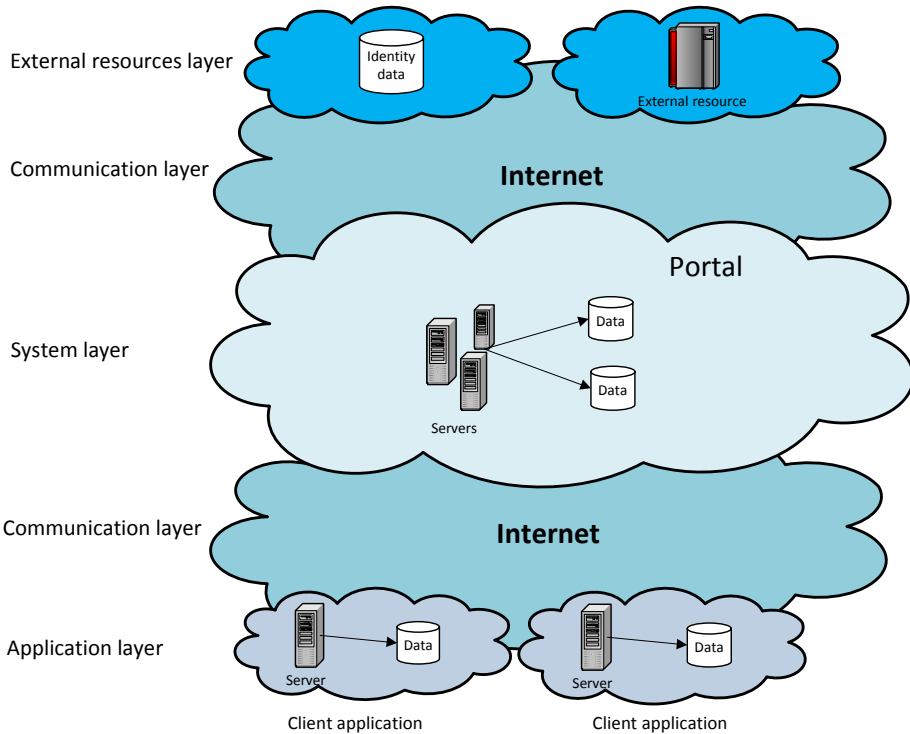 External resources layer
Identity
data
External resource
Communication layer
Internet
Portal
System layer
Data
Data
Servers
Communication layer
Internet
Application layer
Server
Data
Server
Data
Client application
Client application